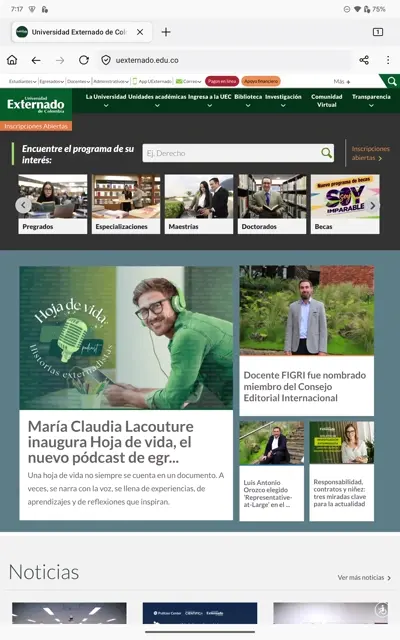 7:17
75%
Universidad Externado de Col
1
uexternado.edu.co
Estudiantes
Egresados
Docentes
Administrativos
App UExternado
Correo
Pagos en línea
Apoyo financiero
Más
Universidad
Externado
de Colombia
La Universidad
Unidades académicas
Ingresa a la UEC
Biblioteca
Investigación
Comunidad
Virtual
Transparencia
Inscripciones Abiertas
Encuentre el programa de su
interés:
Ej. Derecho
Inscripciones
abiertas >
Pregrados
Especializaciones
Maestrías
Doctorados
Nuevo programa de becas
SOY
IMPARABLE
Becas
Hoja de vida:
podcast
Historias externadistas
María Claudia Lacouture
inaugura Hoja de vida, el
nuevo pódcast de egr...
Una hoja de vida no siempre se cuenta en un documento. A
veces, se narra con la voz, se llena de experiencias, de
aprendizajes y de reflexiones que inspiran.
Docente FIGRI fue nombrado
miembro del Consejo
Editorial Internacional
Luis Antonio
Orozco elegido
'Representative-
at-Large' en el ...
Responsabilidad,
contratos y niñez:
tres miradas clave
para la actualidad
Noticias
Ver más noticias >